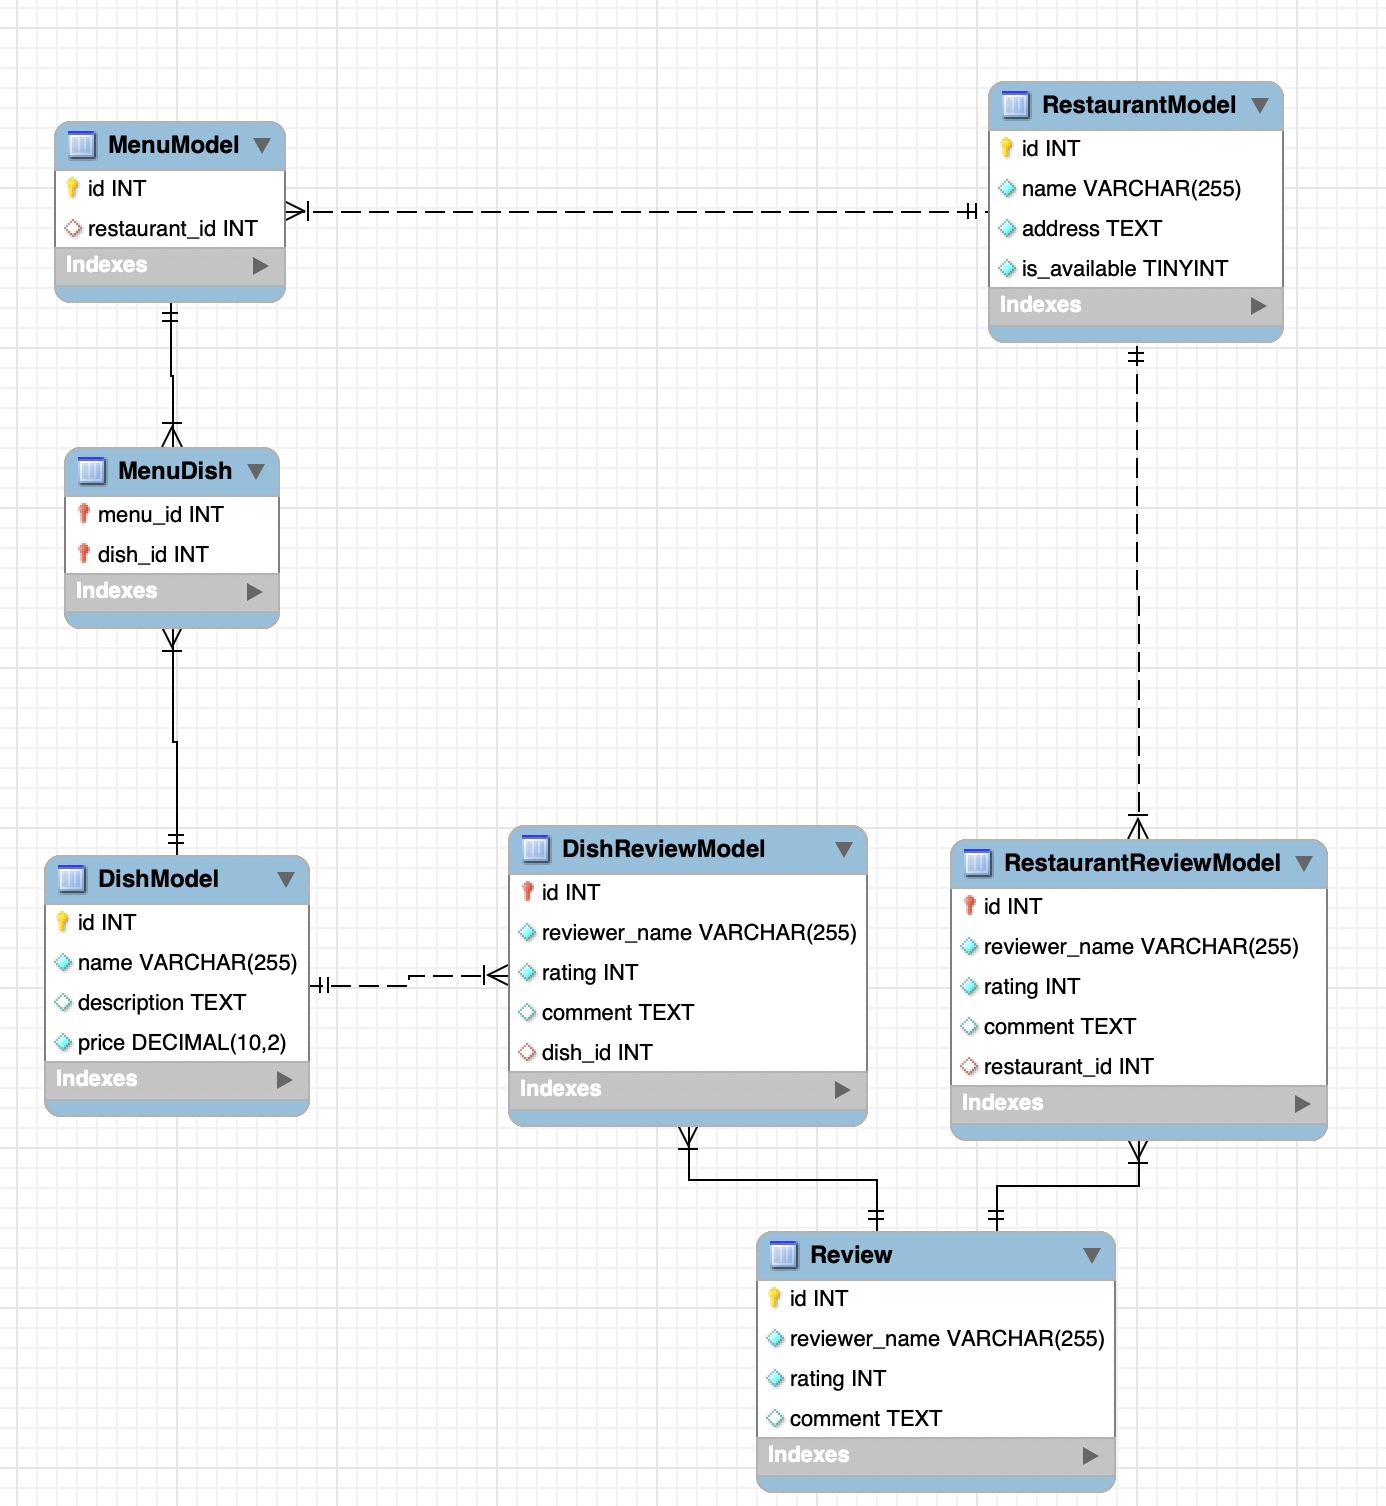 MenuModel
id INT
restaurant_id INT
Indexes
RestaurantModel
id INT
name VARCHAR(255)
address TEXT
is_available TINYINT
Indexes
MenuDish
menu_id INT
dish_id INT
Indexes
DishModel
id INT
name VARCHAR(255)
description TEXT
price DECIMAL(10,2)
Indexes
DishReviewModel
id INT
reviewer_name VARCHAR(255)
rating INT
comment TEXT
dish_id INT
Indexes
RestaurantReviewModel
id INT
reviewer_name VARCHAR(255)
rating INT
comment TEXT
restaurant_id INT
Indexes
Review
id INT
reviewer_name VARCHAR(255)
rating INT
comment TEXT
Indexes